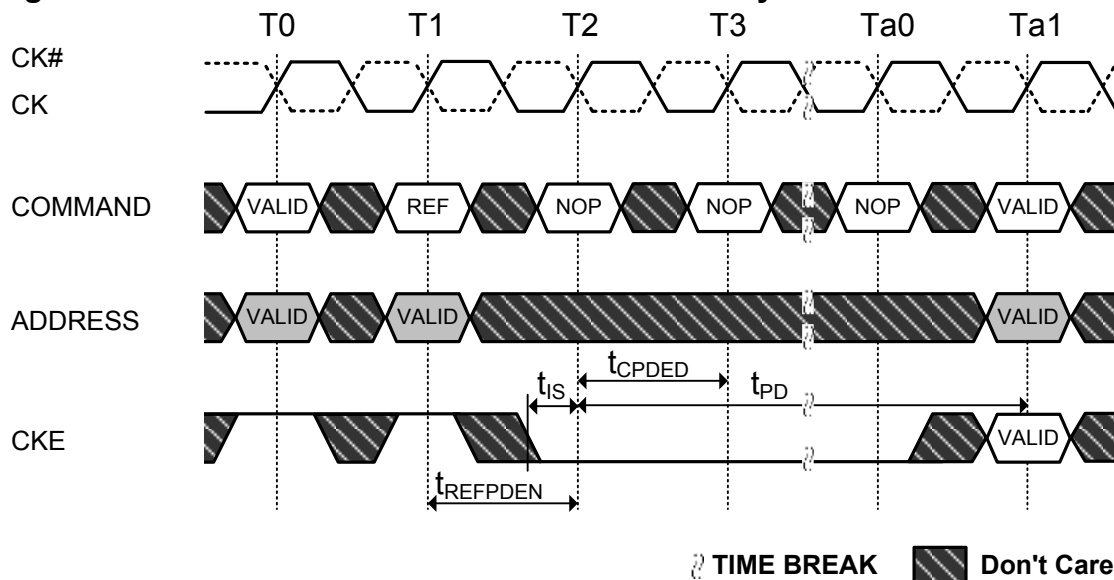 T0 T1 T2 T3 Ta0 Ta1
CK#
CK
COMMAND VALID REF NOP NOP NOP VALID
ADDRESS VALID VALID VALID
tIS tCPDED tPD
CKE VALID
tREFPDEN
TIME BREAK Don't Care